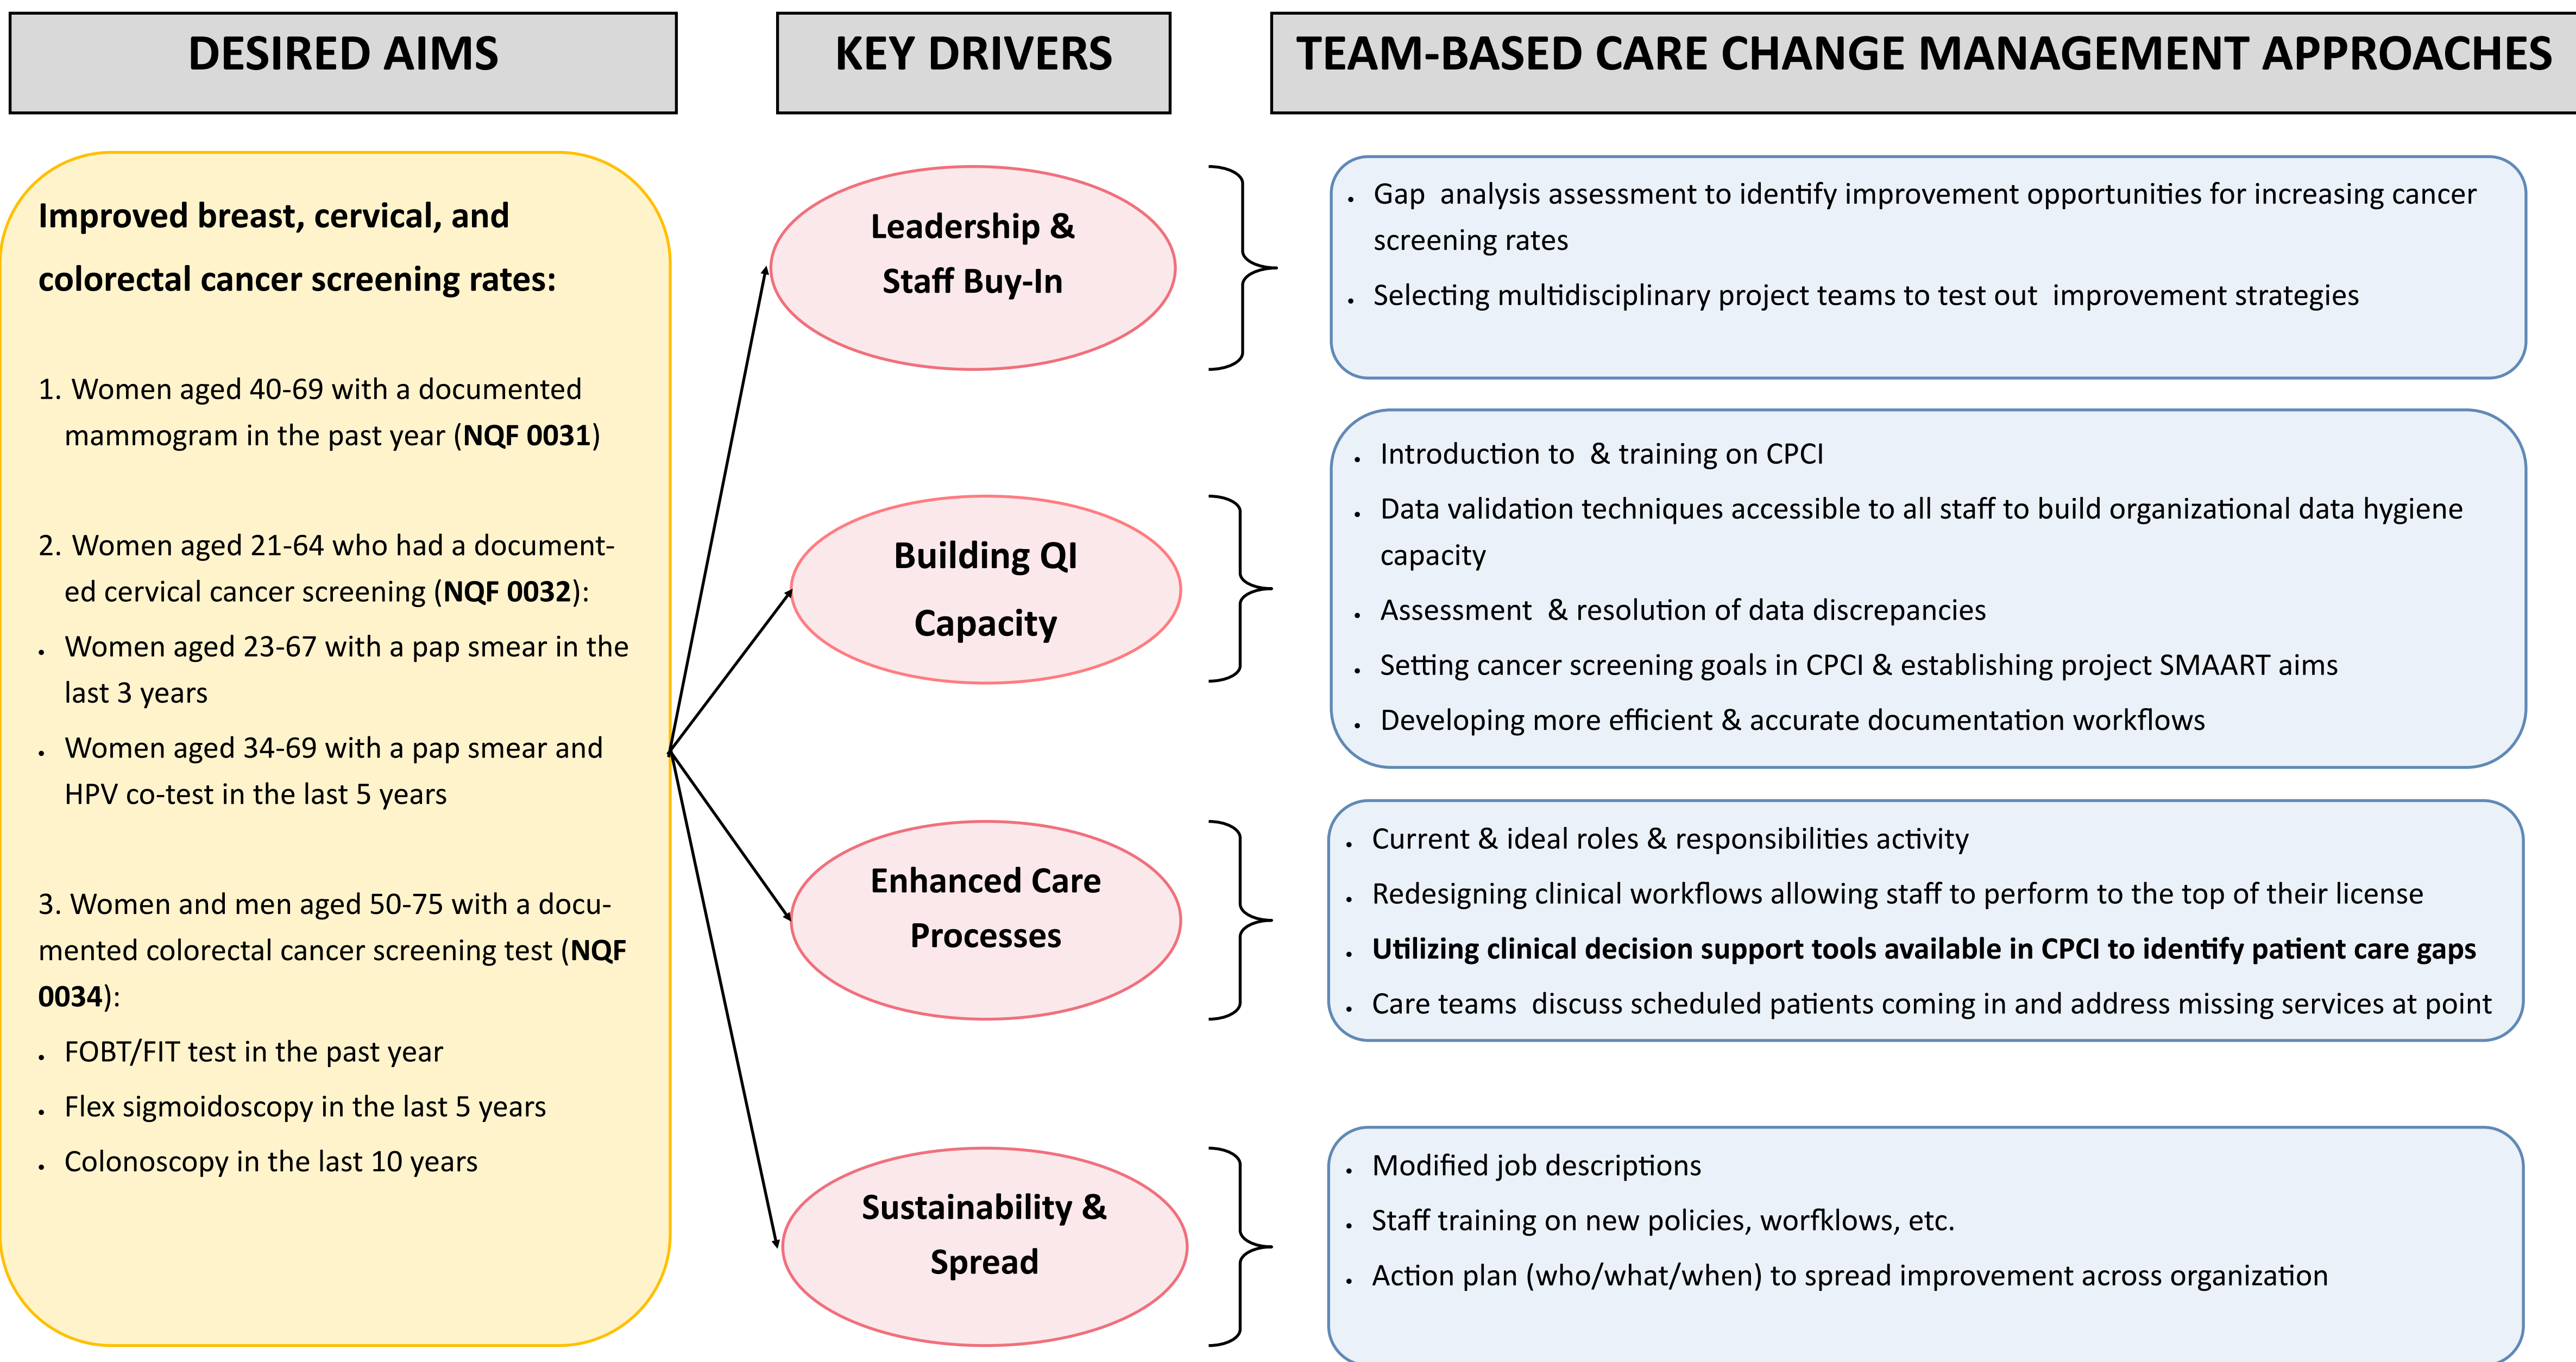 DESIRED AIMS
KEY DRIVERS
TEAM-BASED CARE CHANGE MANAGEMENT APPROACHES
Improved breast, cervical, and
colorectal cancer screening rates:
1. Women aged 40-69 with a documented
mammogram in the past year (NQF 0031)
2. Women aged 21-64 who had a document-
ed cervical cancer screening (NQF 0032):
• Women aged 23-67 with a pap smear in the
last 3 years
• Women aged 34-69 with a pap smear and
HPV co-test in the last 5 years
3. Women and men aged 50-75 with a docu-
mented colorectal cancer screening test (NQF
0034):
• FOBT/FIT test in the past year
• Flex sigmoidoscopy in the last 5 years
• Colonoscopy in the last 10 years
Leadership &
Staff Buy-In
• Gap analysis assessment to identify improvement opportunities for increasing cancer
screening rates
• Selecting multidisciplinary project teams to test out improvement strategies
Building QI
Capacity
• Introduction to & training on CPCI
• Data validation techniques accessible to all staff to build organizational data hygiene
capacity
• Assessment & resolution of data discrepancies
• Setting cancer screening goals in CPCI & establishing project SMAART aims
• Developing more efficient & accurate documentation workflows
Enhanced Care
Processes
• Current & ideal roles & responsibilities activity
• Redesigning clinical workflows allowing staff to perform to the top of their license
• Utilizing clinical decision support tools available in CPCI to identify patient care gaps
• Care teams discuss scheduled patients coming in and address missing services at point
Sustainability &
Spread
• Modified job descriptions
• Staff training on new policies, worfklows, etc.
• Action plan (who/what/when) to spread improvement across organization